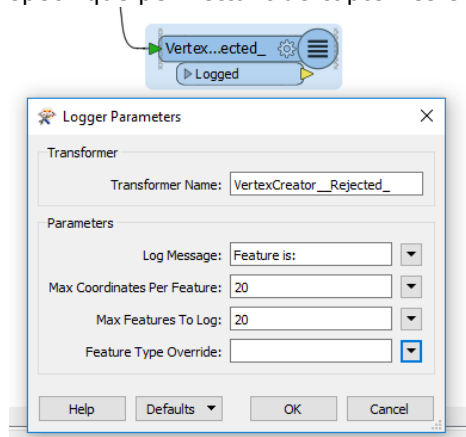 Vertex...ected_
Logged
Logger Parameters
Transformer
Transformer Name: VertexCreator__Rejected_
Parameters
Log Message: Feature is:
Max Coordinates Per Feature: 20
Max Features To Log: 20
Feature Type Override:
Help Defaults OK Cancel